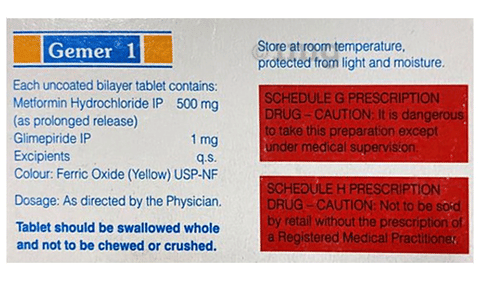 Gemer 1
Each uncoated bilayer tablet contains:
Metformin Hydrochloride IP 500 mg
(as prolonged release)
Glimepiride IP 1 mg
Excipients q.s.
Colour: Ferric Oxide (Yellow) USP-NF
Dosage: As directed by the Physician.
Tablet should be swallowed whole
and not to be chewed or crushed.
Store at room temperature,
protected from light and moisture.
SCHEDULE G PRESCRIPTION
DRUG – CAUTION: It is dangerous
to take this preparation except
under medical supervision.
SCHEDULE H PRESCRIPTION
DRUG – CAUTION: Not to be sold
by retail without the prescription of
a Registered Medical Practitioner.